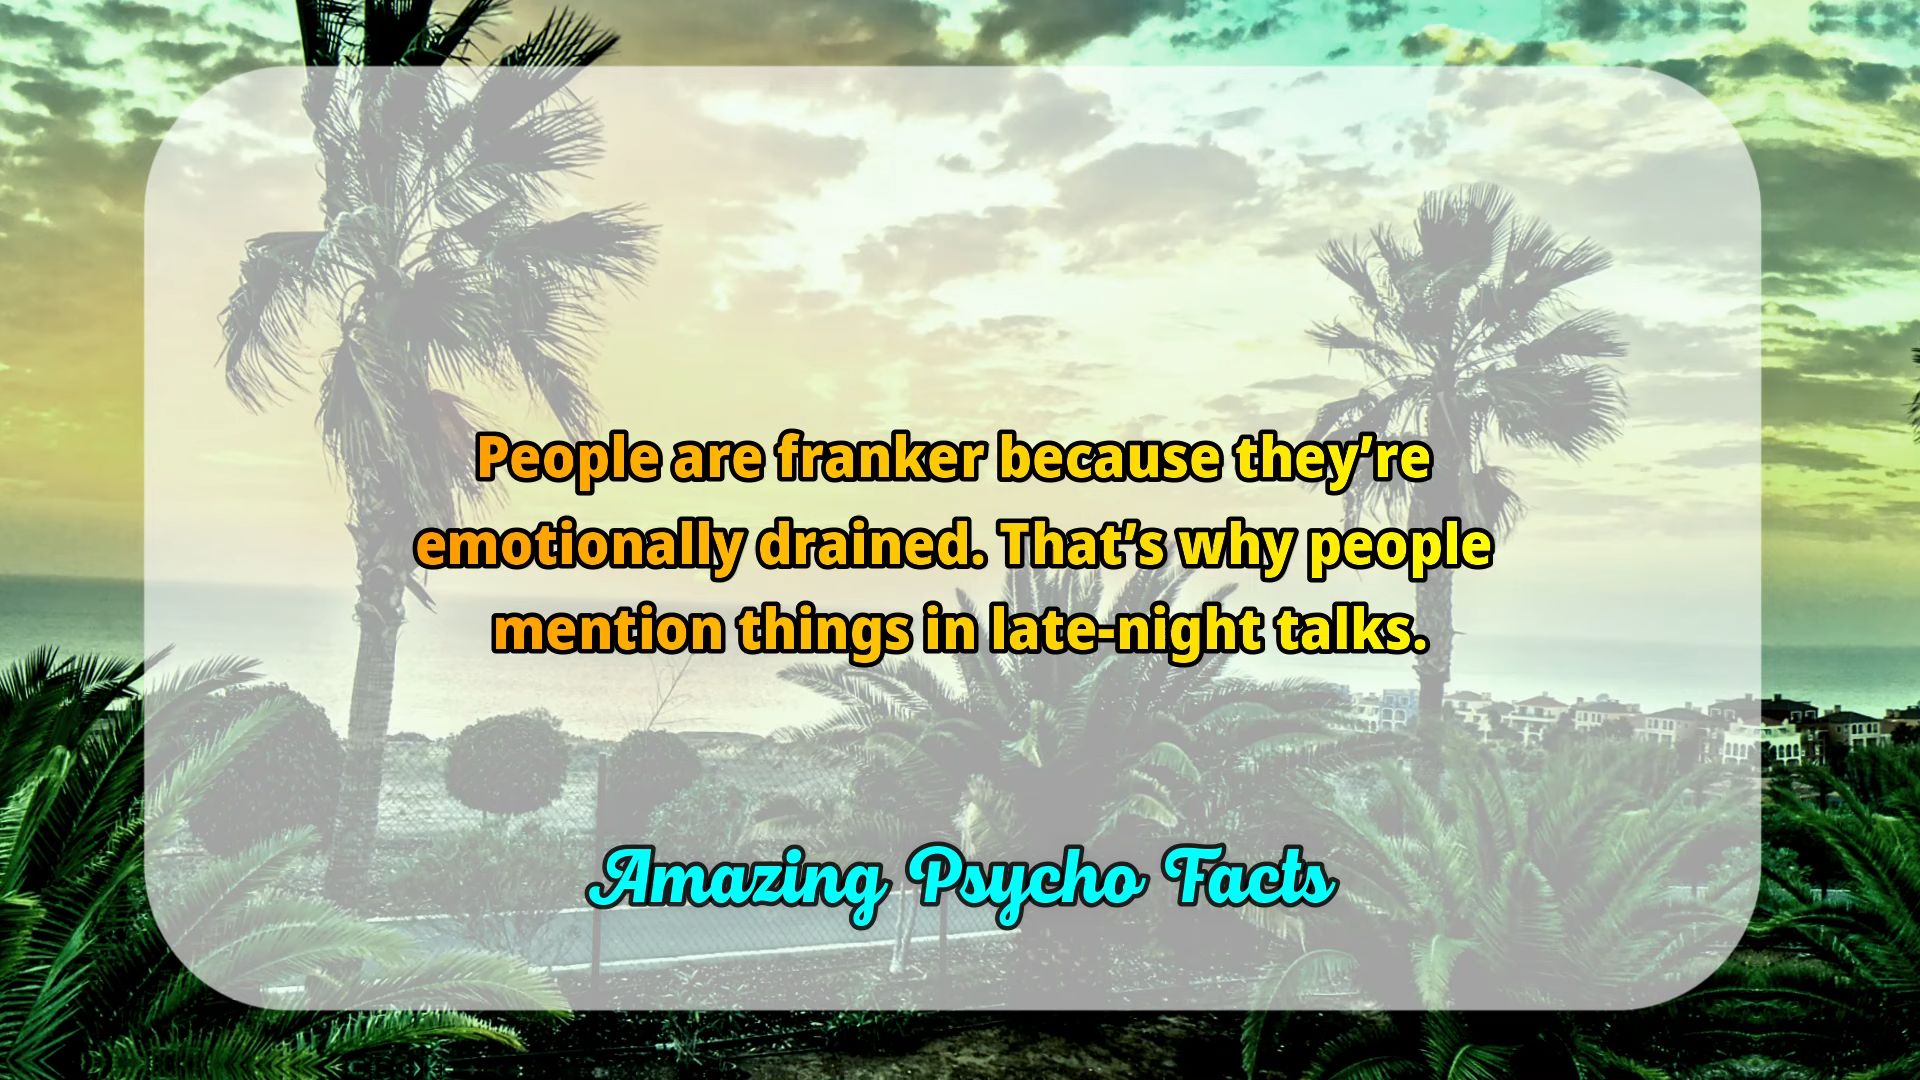 People are franker because they’re
emotionally drained. That’s why people
mention things in late-night talks.
Amazing Psycho Facts